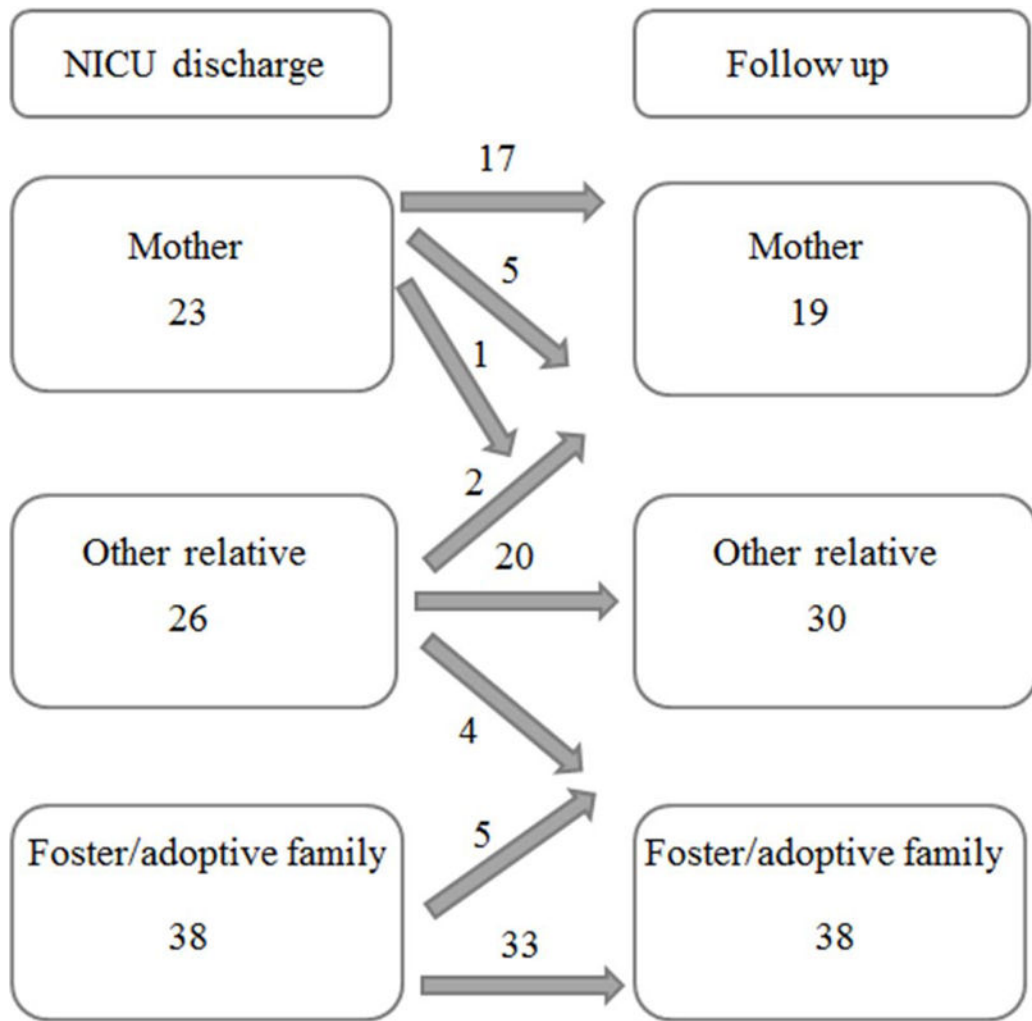 NICU discharge
Follow up
17
Mother
23
5
1
Mother
19
2
20
Other relative
26
4
Other relative
30
5
33
Foster/adoptive family
38
Foster/adoptive family
38